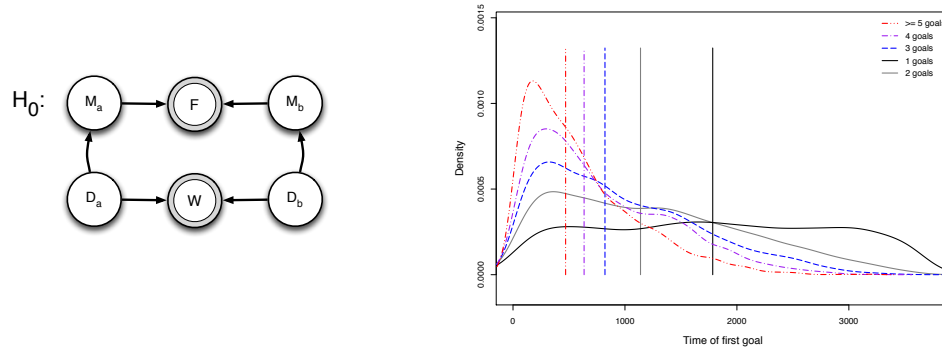 H0:
Ma
F
Mb
Da
W
Db
0.0015
0.0010
0.0005
0.0000
Density
>= 5 goals
4 goals
3 goals
1 goals
2 goals
0
1000
2000
3000
Time of first goal